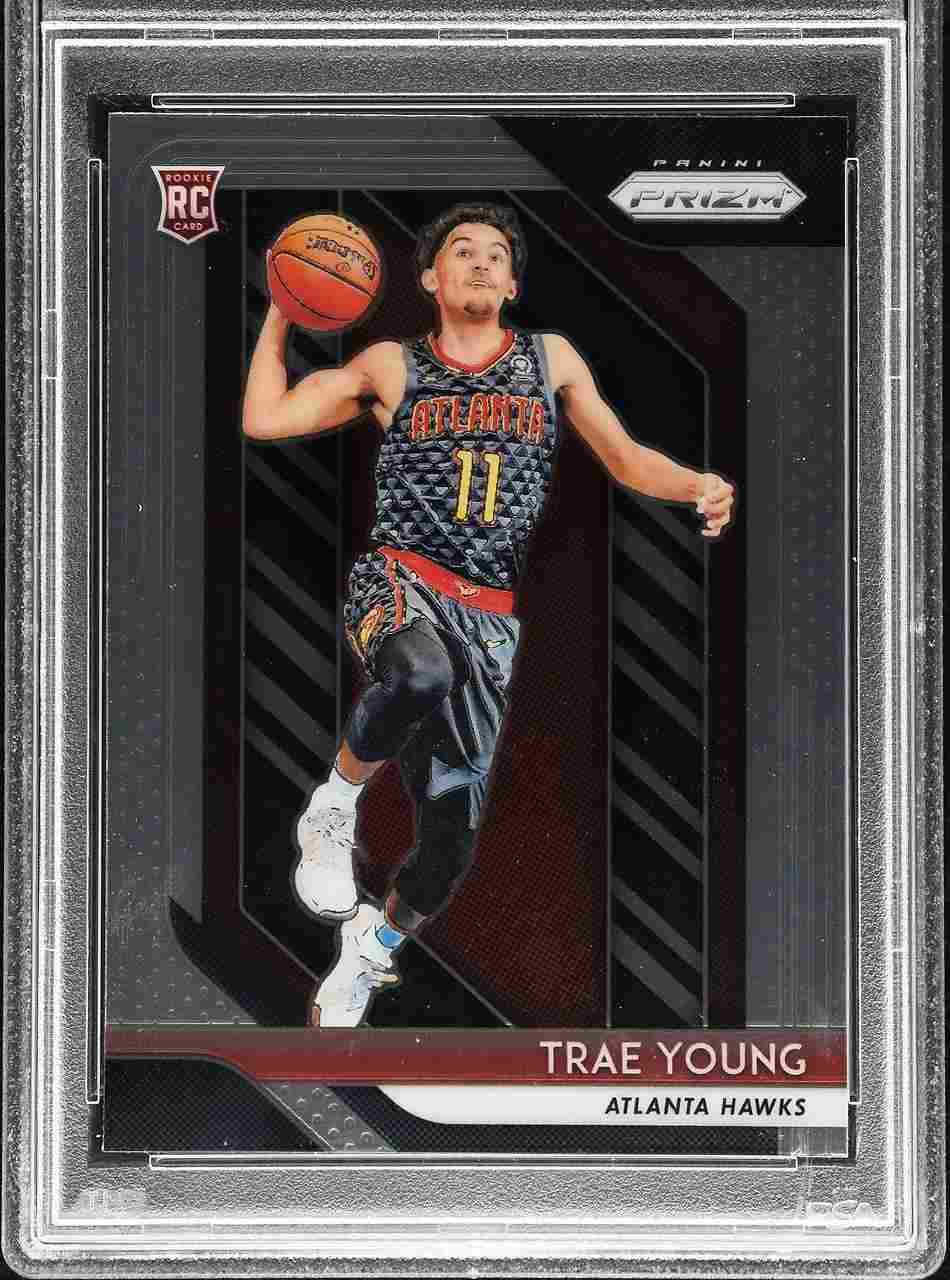 PANINI
PRIZM
ROOKIE
RC
CARD
ATLANTA
11
TRAE YOUNG
ATLANTA HAWKS
PSA